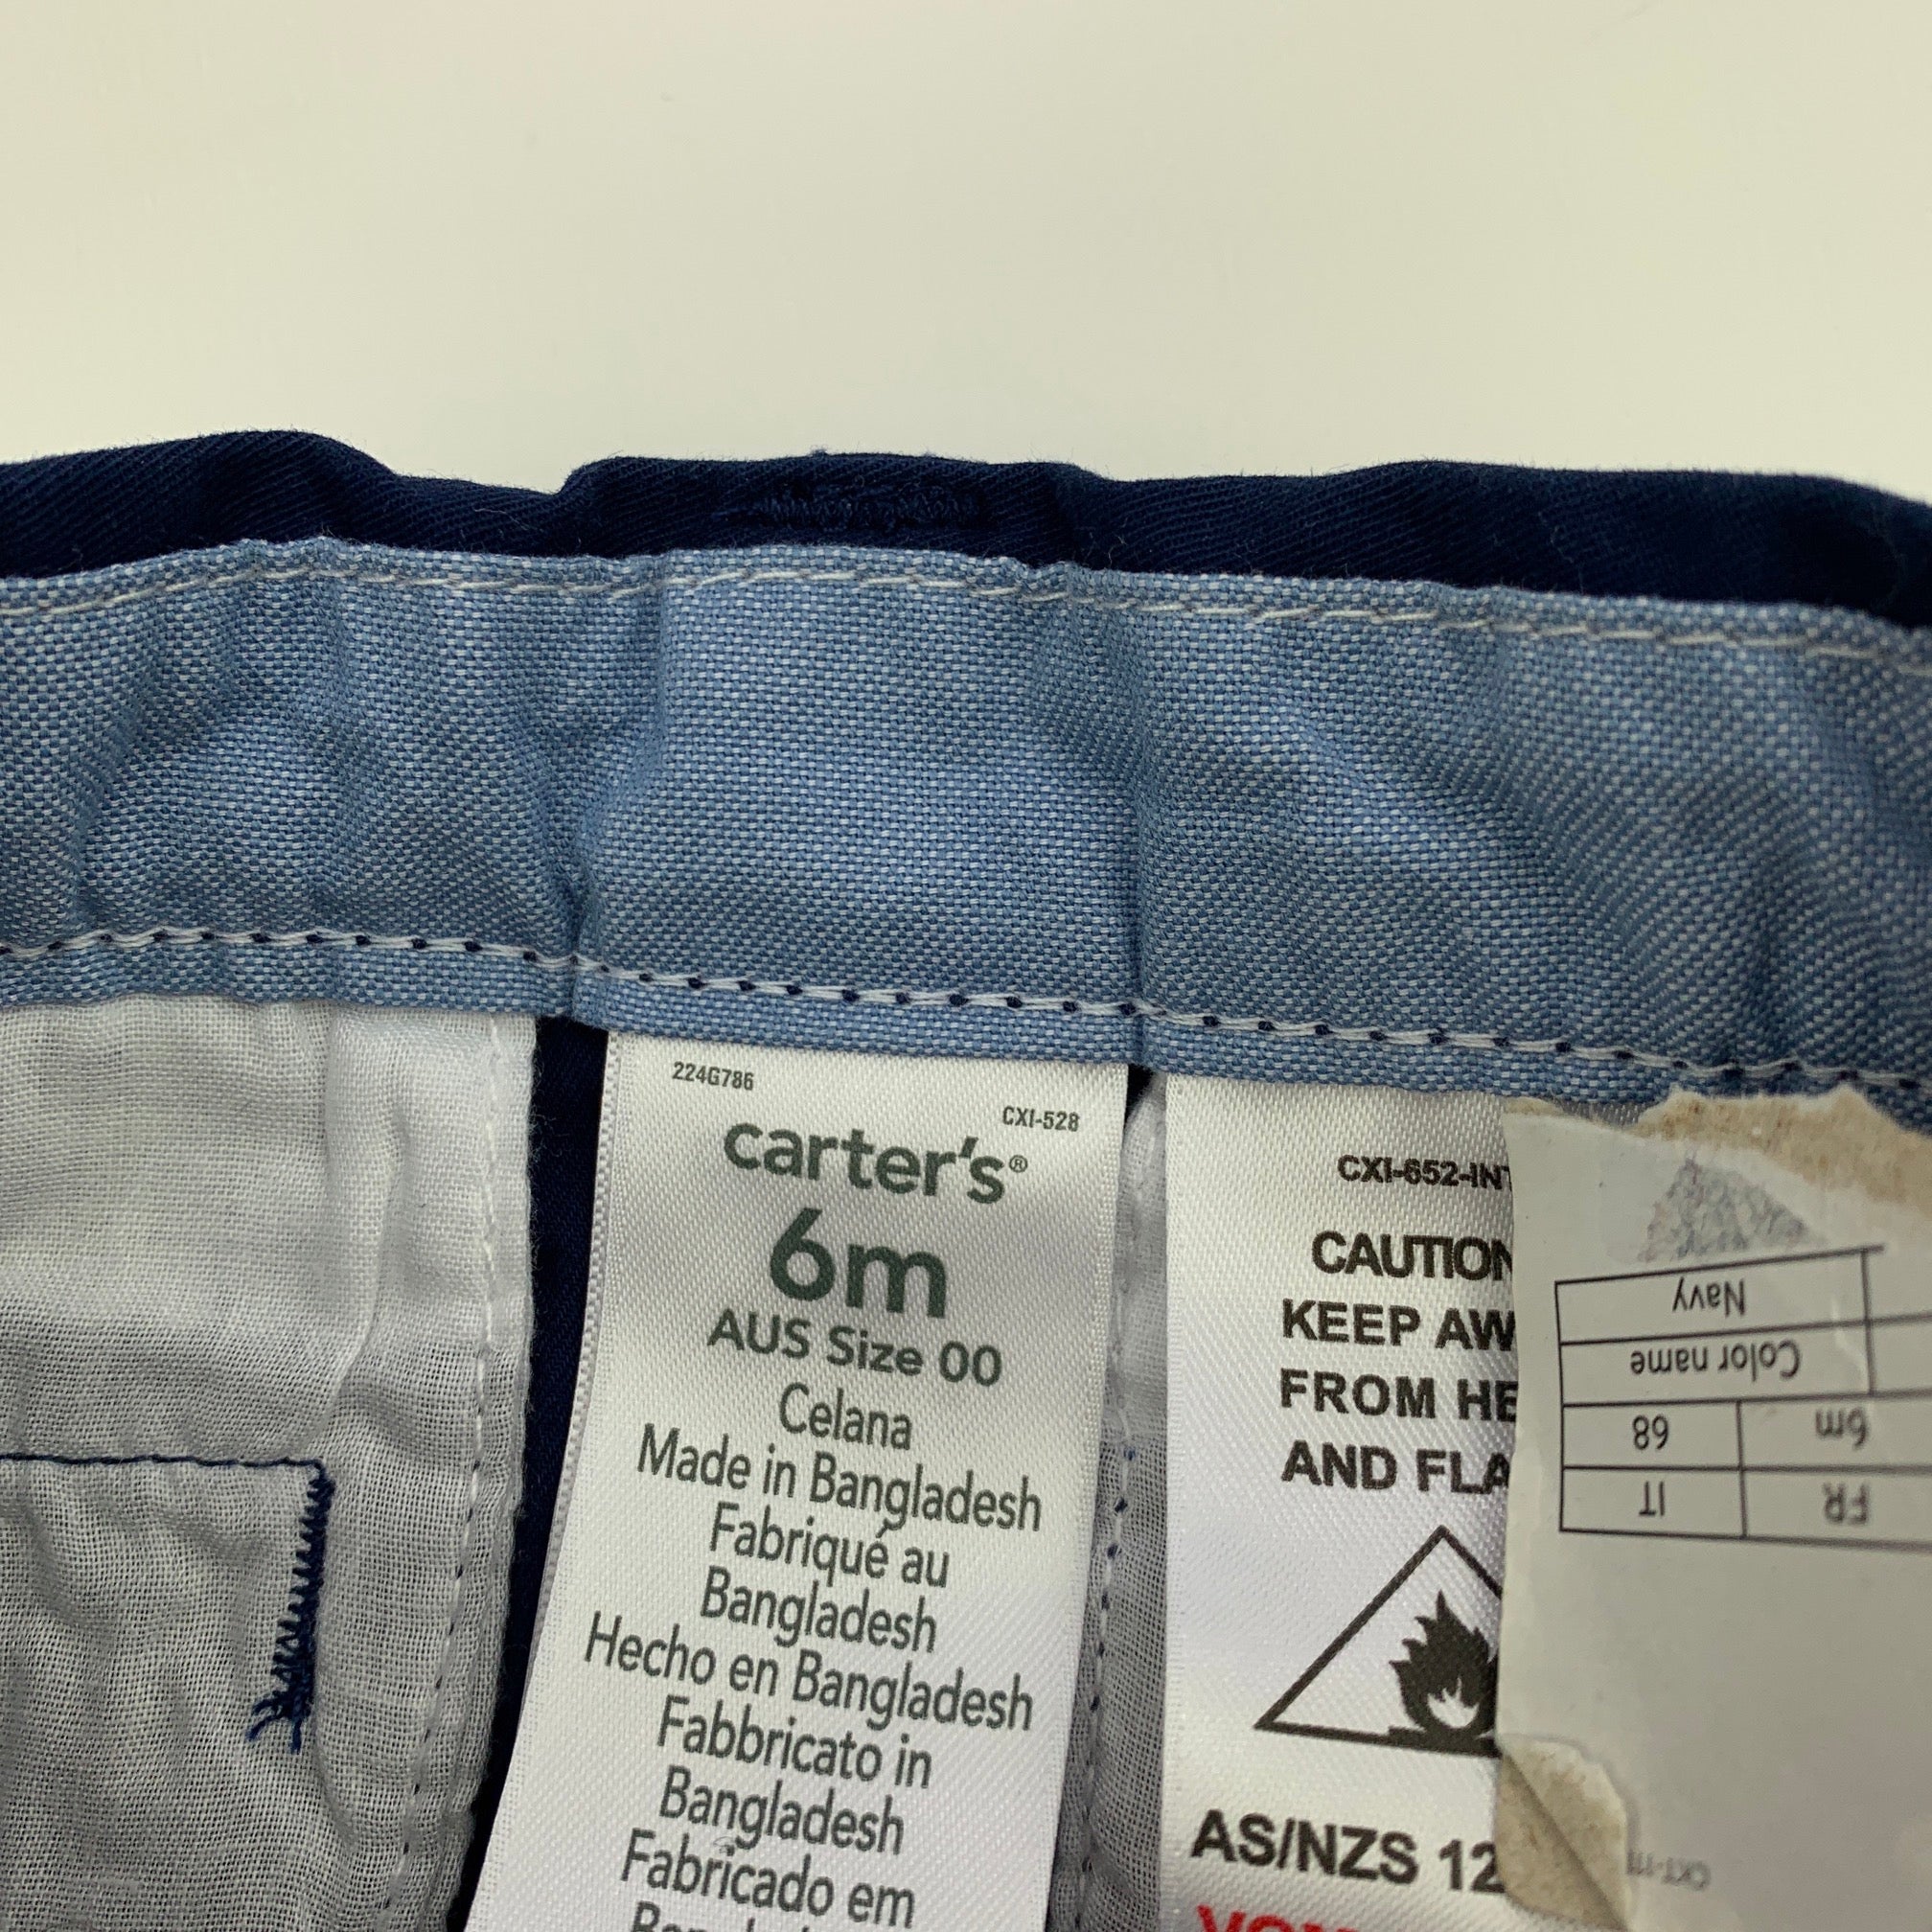 224G786
CXI-528
carter's®
6m
AUS Size 00
Celana
Made in Bangladesh
Fabriqué au
Bangladesh
Hecho en Bangladesh
Fabbricato in
Bangladesh
Fabricado em
CXI-652-INT
CAUTION
KEEP AW
FROM HE
AND FLA
AS/NZS 12
FR IT
6m 68
Color name
Navy